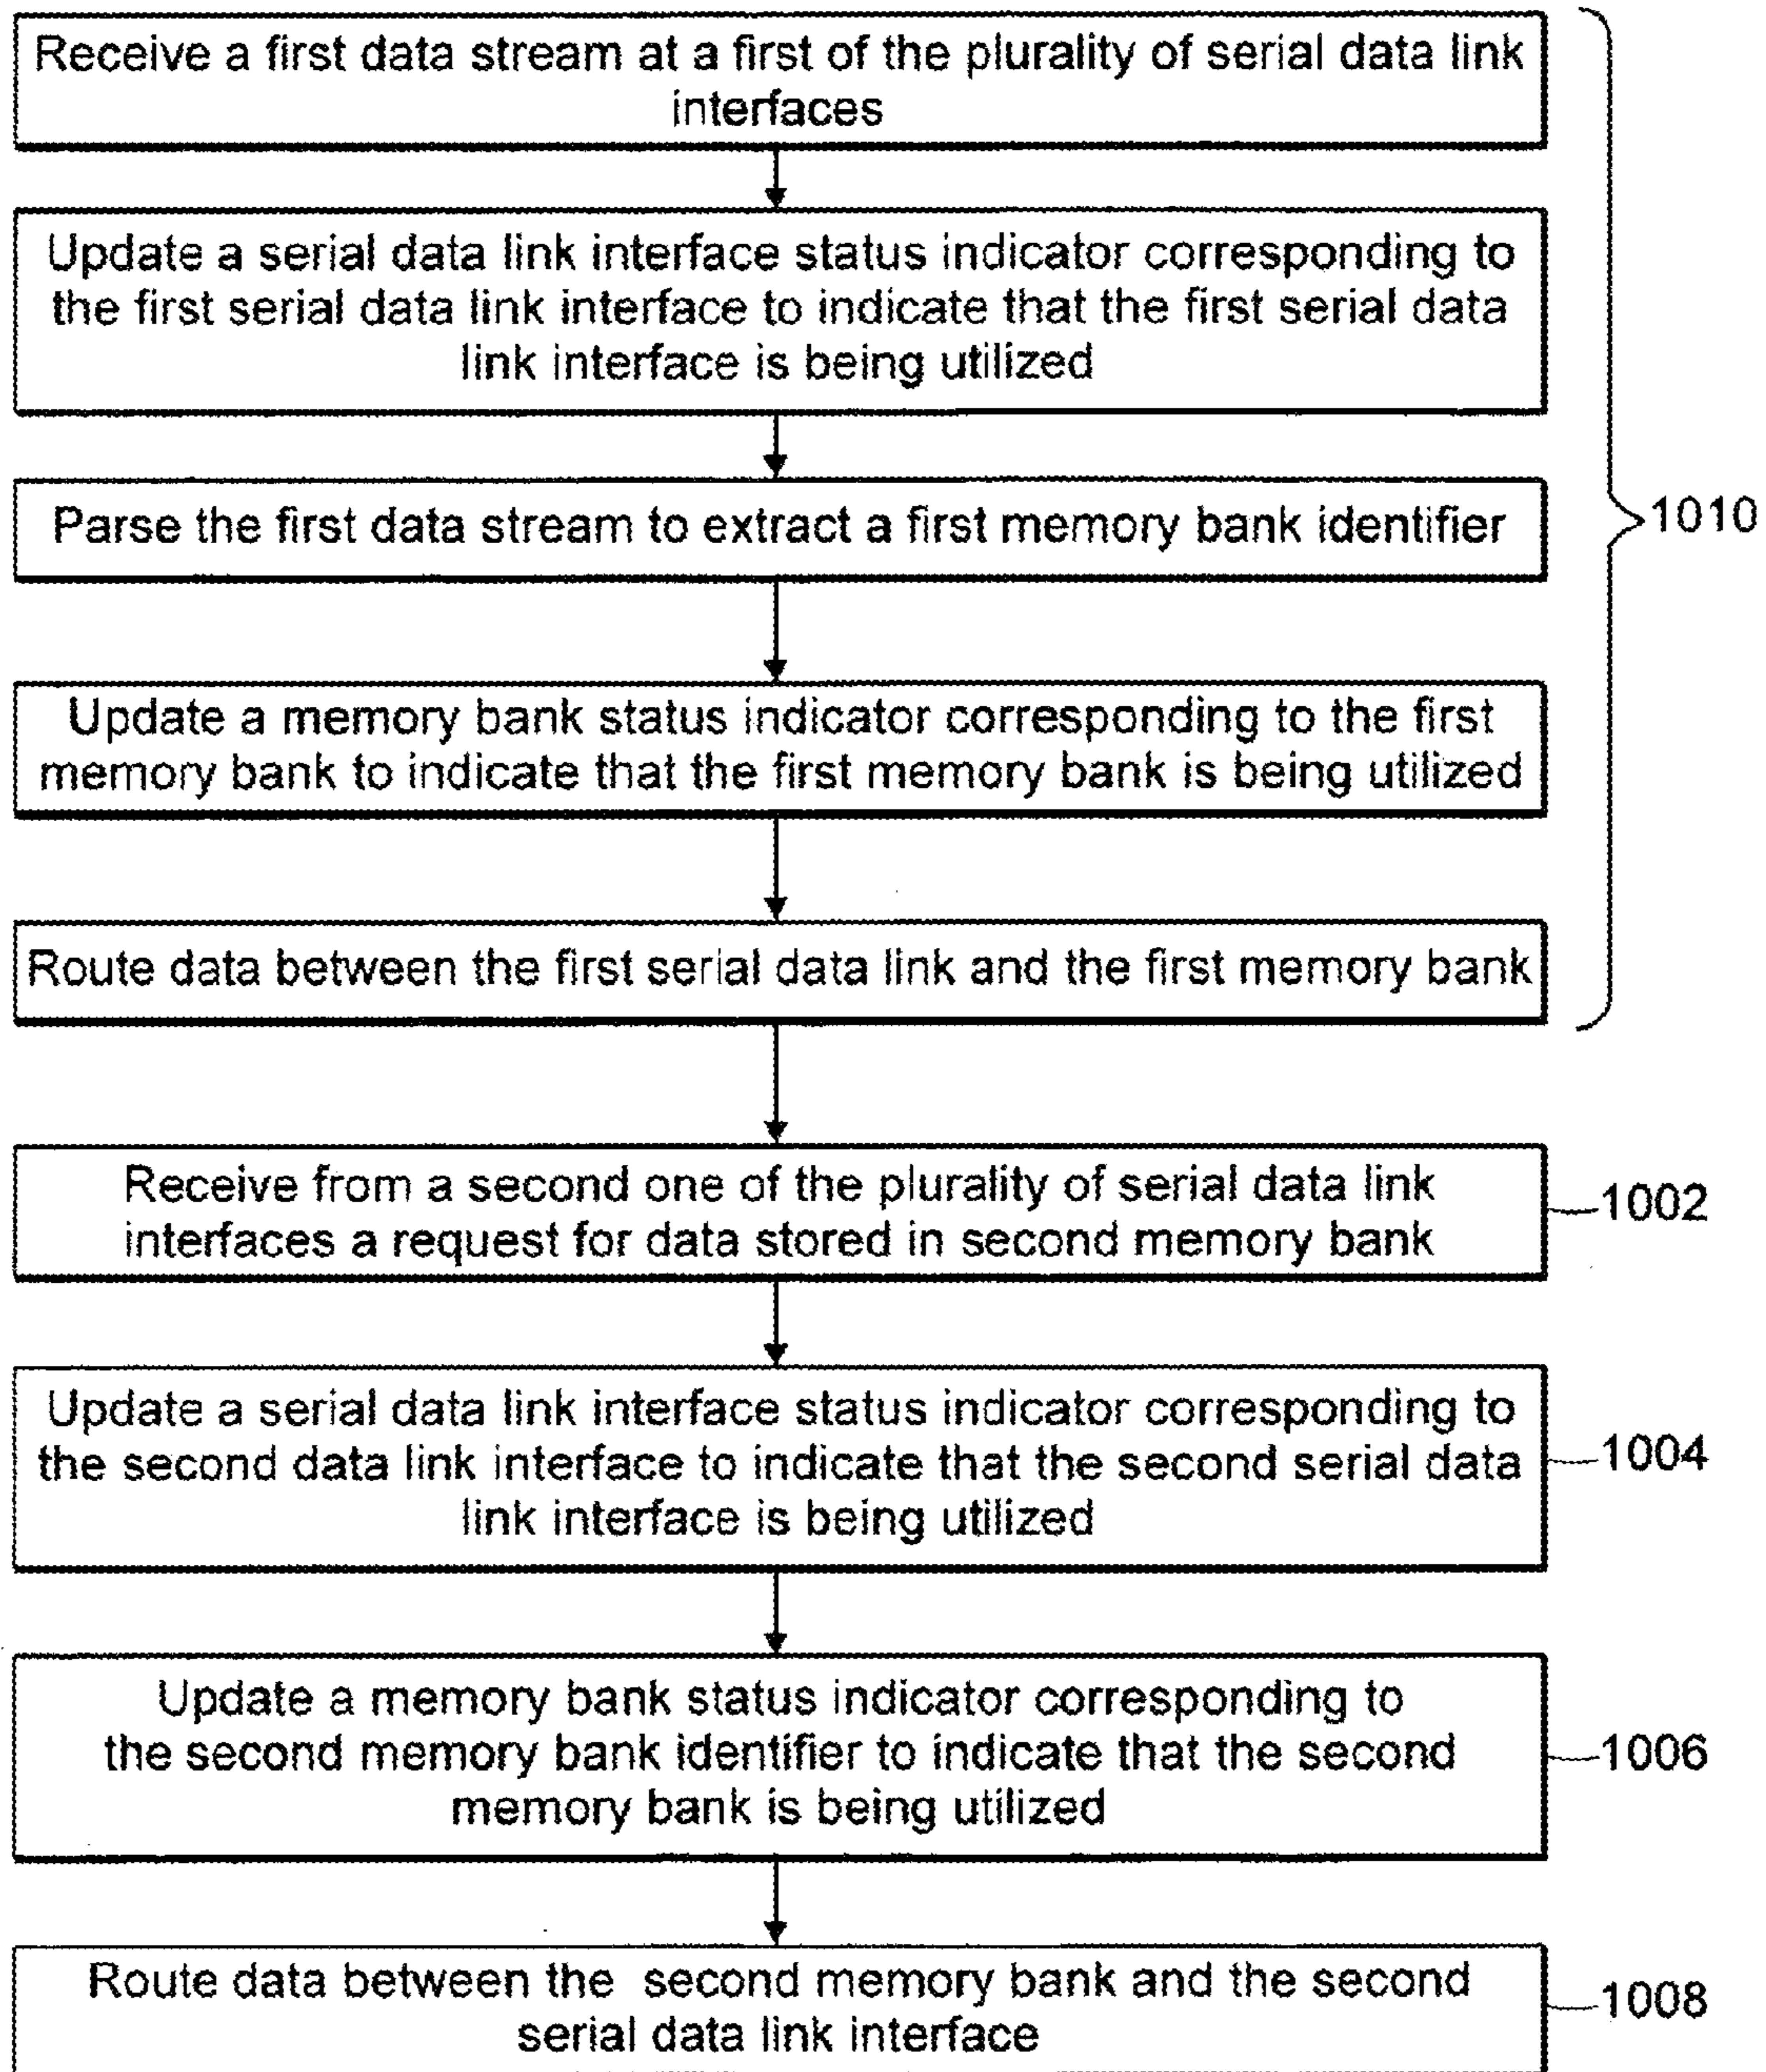 Receive a first data stream at a first of the plurality of serial data link
interfaces
Update a serial data link interface status indicator corresponding to
the first serial data link interface to indicate that the first serial data
link interface is being utilized
Parse the first data stream to extract a first memory bank identifier
1010
Update a memory bank status indicator corresponding to the first
memory bank to indicate that the first memory bank is being utilized
Route data between the first serial data link and the first memory bank
Receive from a second one of the plurality of serial data link
interfaces a request for data stored in second memory bank
1002
Update a serial data link interface status indicator corresponding to
the second data link interface to indicate that the second serial data
link interface is being utilized
1004
Update a memory bank status indicator corresponding to
the second memory bank identifier to indicate that the second
memory bank is being utilized
1006
Route data between the second memory bank and the second
serial data link interface
1008